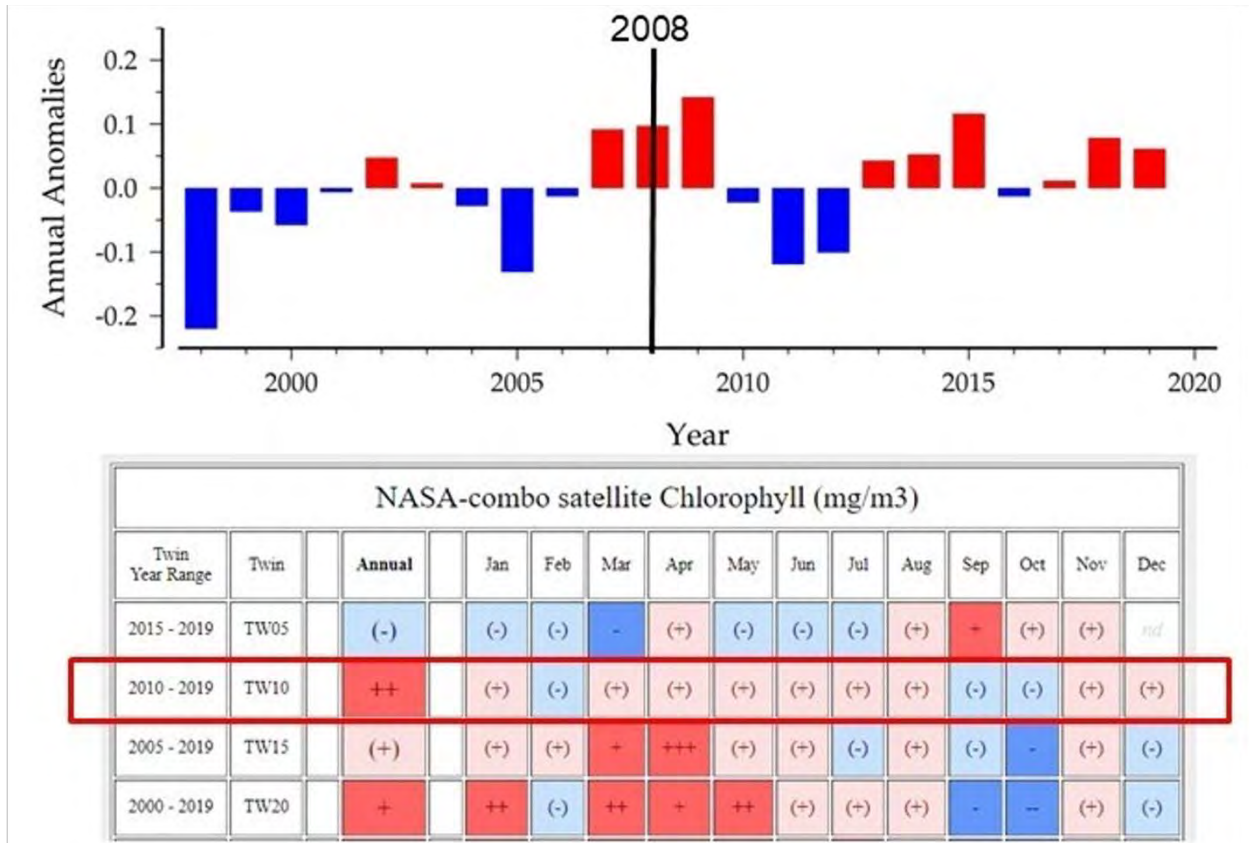 2008
Annual Anomalies
0.2
0.1
0.0
-0.1
-0.2
2000 2005 2010 2015 2020
Year
NASA-combo satellite Chlorophyll (mg/m3)
Twin Year Range Twin Annual Jan Feb Mar Apr May Jun Jul Aug Sep Oct Nov Dec
2015 - 2019 TW05 (-) (-) (-) - (+) (-) (-) (-) (+) + (+) (+) nd
2010 - 2019 TW10 ++ (+) (-) (+) (+) (+) (+) (+) (+) (-) (-) (+) (+)
2005 - 2019 TW15 (+) (+) (+) + +++ (+) (+) (-) (+) (-) - (+) (-)
2000 - 2019 TW20 + ++ (-) ++ + ++ (+) (+) (+) - -- (+) (-)